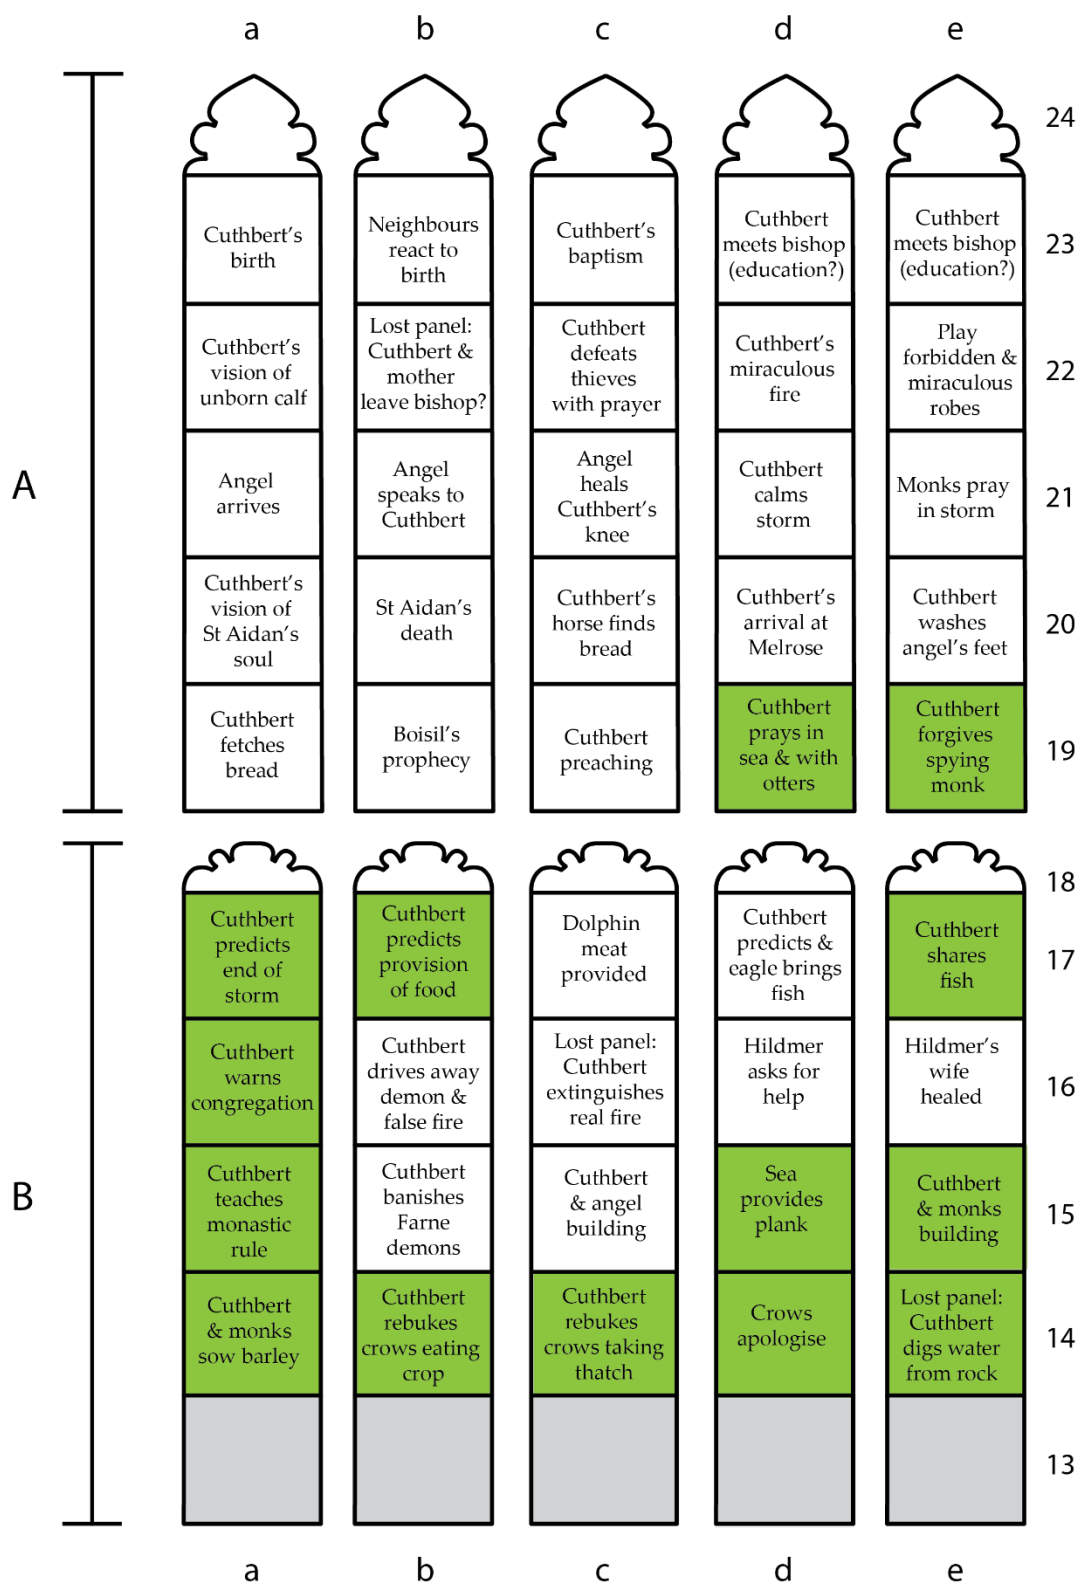 a b c d e
24
Cuthbert’s
birth
Neighbours
react to
birth
Cuthbert’s
baptism
Cuthbert
meets bishop
(education?)
Cuthbert
meets bishop
(education?)
23
Cuthbert’s
vision of
unborn calf
Lost panel:
Cuthbert &
mother
leave bishop?
Cuthbert
defeats
thieves
with prayer
Cuthbert’s
miraculous
fire
Play
forbidden &
miraculous
robes
22
A
Angel
arrives
Angel
speaks to
Cuthbert
Angel
heals
Cuthbert’s
knee
Cuthbert
calms
storm
Monks pray
in storm
21
Cuthbert’s
vision of
St Aidan’s
soul
St Aidan’s
death
Cuthbert’s
horse finds
bread
Cuthbert’s
arrival at
Melrose
Cuthbert
washes
angel’s feet
20
Cuthbert
fetches
bread
Boisil’s
prophecy
Cuthbert
preaching
Cuthbert
prays in
sea & with
otters
Cuthbert
forgives
spying
monk
19
18
Cuthbert
predicts
end of
storm
Cuthbert
predicts
provision
of food
Dolphin
meat
provided
Cuthbert
predicts &
eagle brings
fish
Cuthbert
shares
fish
17
Cuthbert
warns
congregation
Cuthbert
drives away
demon &
false fire
Lost panel:
Cuthbert
extinguishes
real fire
Hildmer
asks for
help
Hildmer’s
wife
healed
16
B
Cuthbert
teaches
monastic
rule
Cuthbert
banishes
Farne
demons
Cuthbert
& angel
building
Sea
provides
plank
Cuthbert
& monks
building
15
Cuthbert
& monks
sow barley
Cuthbert
rebukes
crows eating
crop
Cuthbert
rebukes
crows taking
thatch
Crows
apologise
Lost panel:
Cuthbert
digs water
from rock
14
13
a b c d e